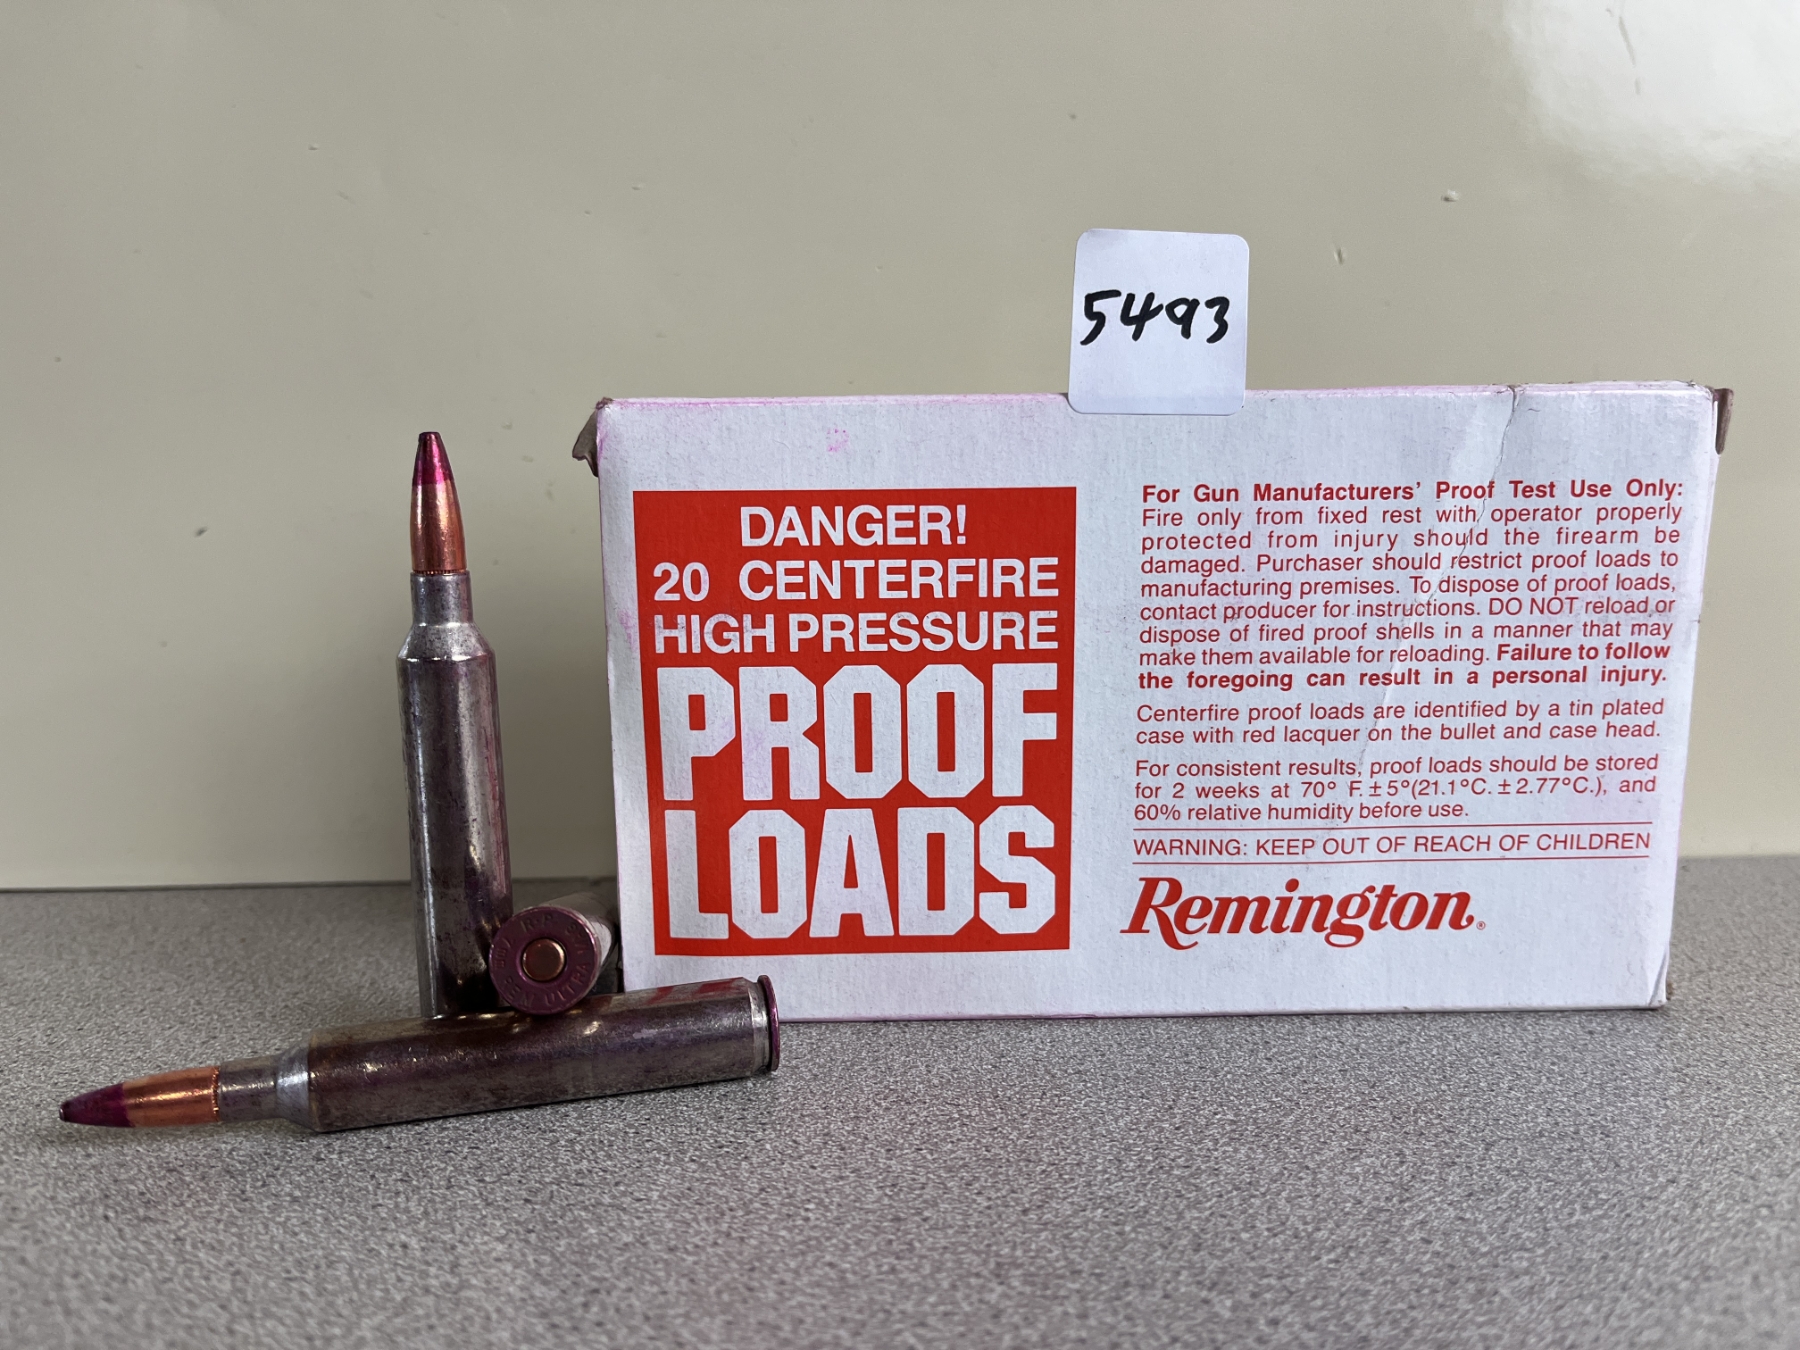 5493
DANGER!
20 CENTERFIRE
HIGH PRESSURE
PROOF
LOADS
For Gun Manufacturers' Proof Test Use Only:
Fire only from fixed rest with operator properly
protected from injury should the firearm be
damaged. Purchaser should restrict proof loads to
manufacturing premises. To dispose of proof loads,
contact producer for instructions. DO NOT reload or
dispose of fired proof shells in a manner that may
make them available for reloading. Failure to follow
the foregoing can result in a personal injury.
Centerfire proof loads are identified by a tin plated
case with red lacquer on the bullet and case head.
For consistent results, proof loads should be stored
for 2 weeks at 70° F. ± 5° (21.1°C. ± 2.77°C.), and
60% relative humidity before use.
WARNING: KEEP OUT OF REACH OF CHILDREN
Remington®
R-P
REM ULTRA